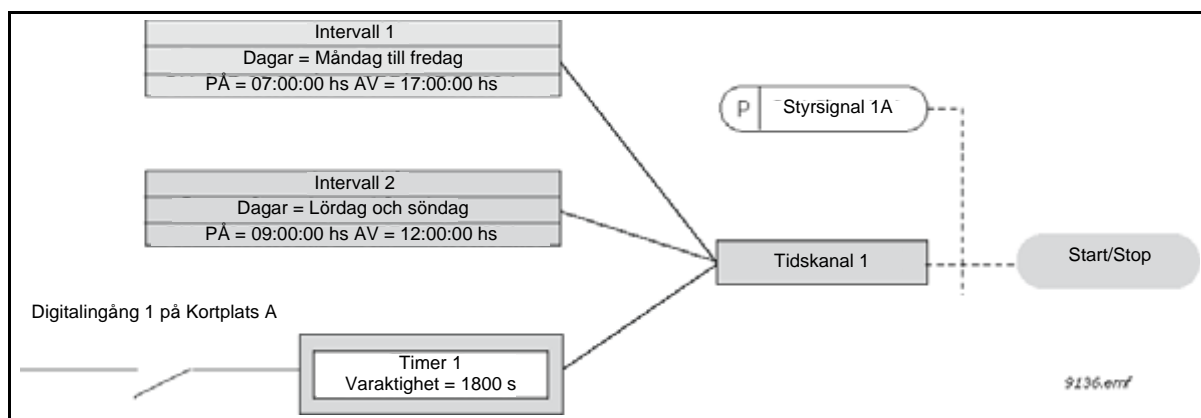 Intervall 1
Dagar = Måndag till fredag
PÅ = 07:00:00 hs AV = 17:00:00 hs
P
Styrsignal 1A
Intervall 2
Dagar = Lördag och söndag
PÅ = 09:00:00 hs AV = 12:00:00 hs
Tidskanal 1
Start/Stop
Digitalingång 1 på Kortplats A
Timer 1
Varaktighet = 1800 s
9136.emf